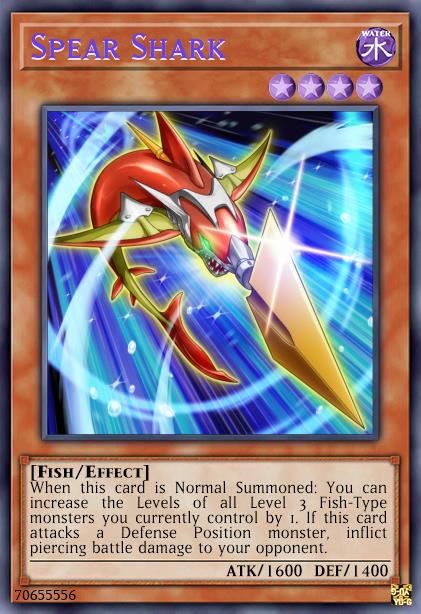 Spear Shark
WATER
水
[Fish/Effect]
When this card is Normal Summoned: You can
increase the Levels of all Level 3 Fish-Type
monsters you currently control by 1. If this card
attacks a Defense Position monster, inflict
piercing battle damage to your opponent.
ATK/1600 DEF/1400
70655556